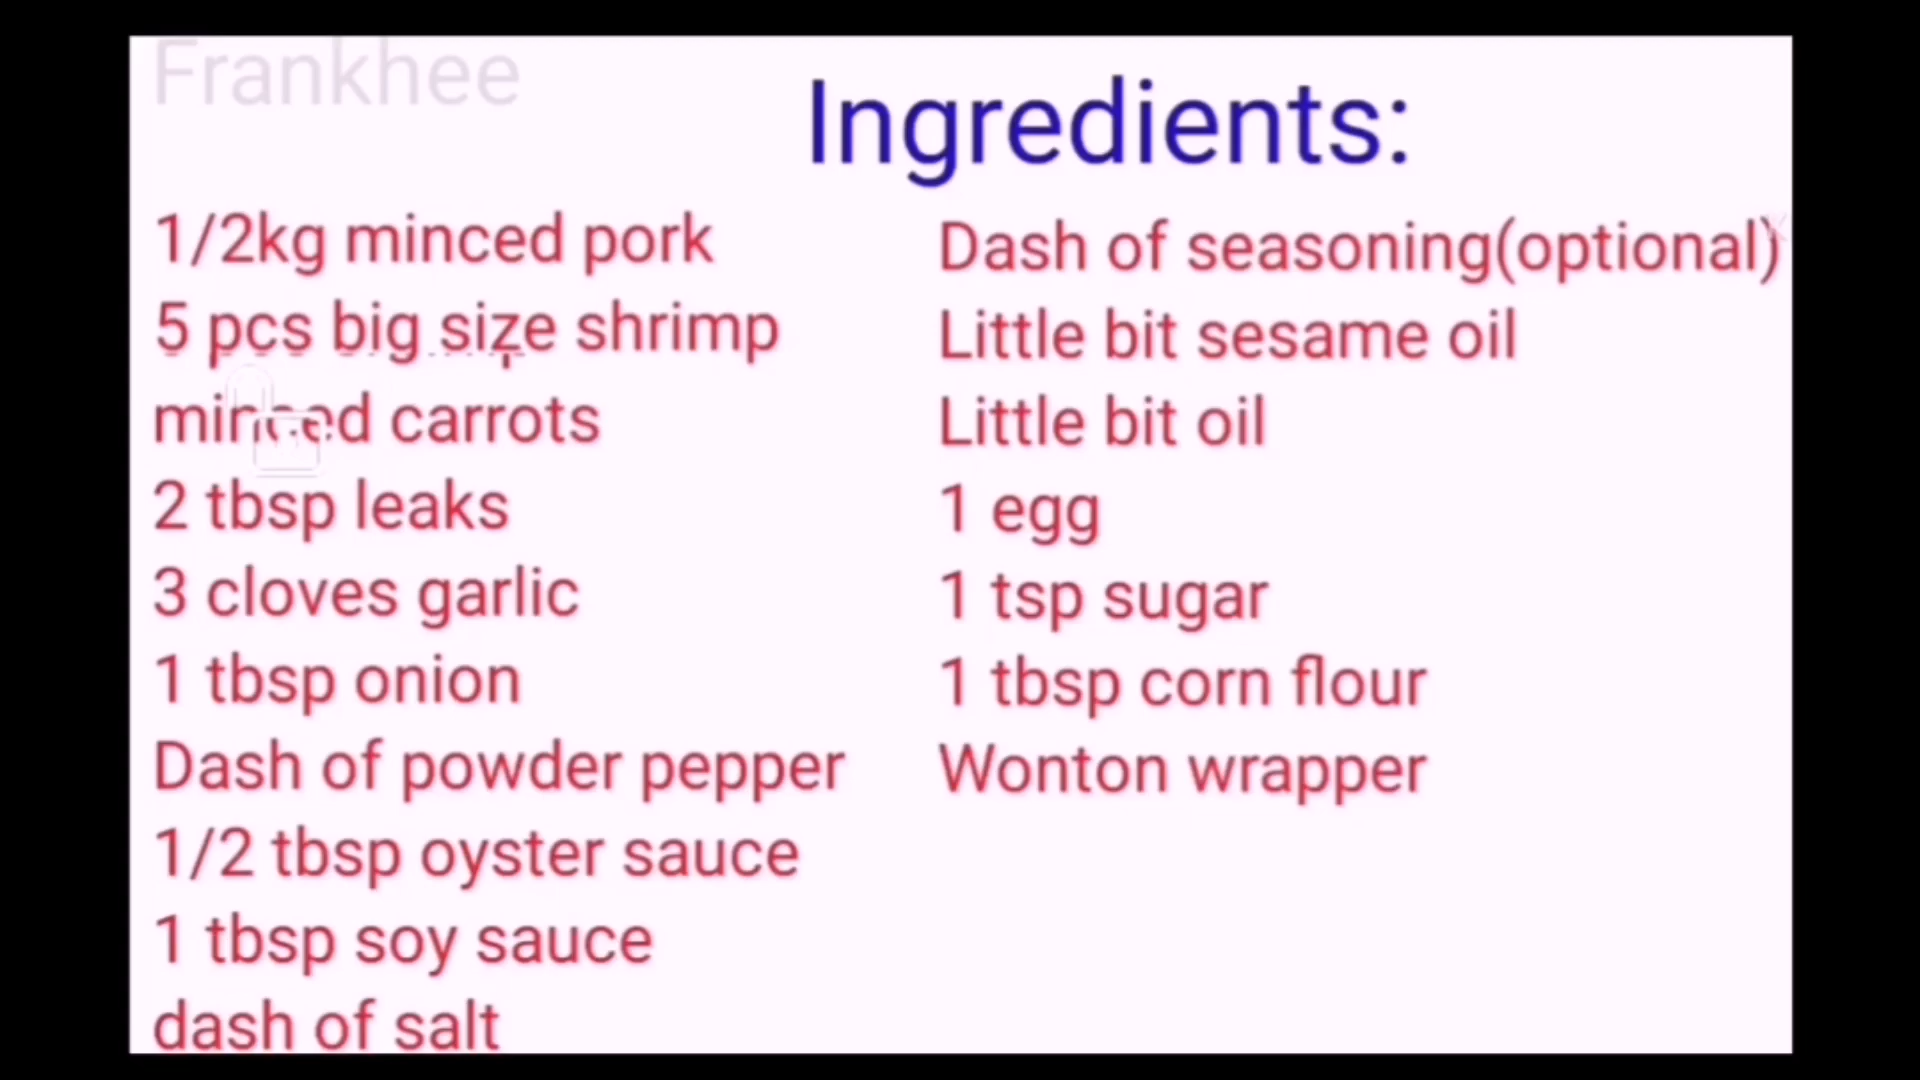 Frankhee
Ingredients:
1/2kg minced pork
5 pcs big size shrimp
minced carrots
2 tbsp leaks
3 cloves garlic
1 tbsp onion
Dash of powder pepper
1/2 tbsp oyster sauce
1 tbsp soy sauce
dash of salt
Dash of seasoning(optional)
Little bit sesame oil
Little bit oil
1 egg
1 tsp sugar
1 tbsp corn flour
Wonton wrapper